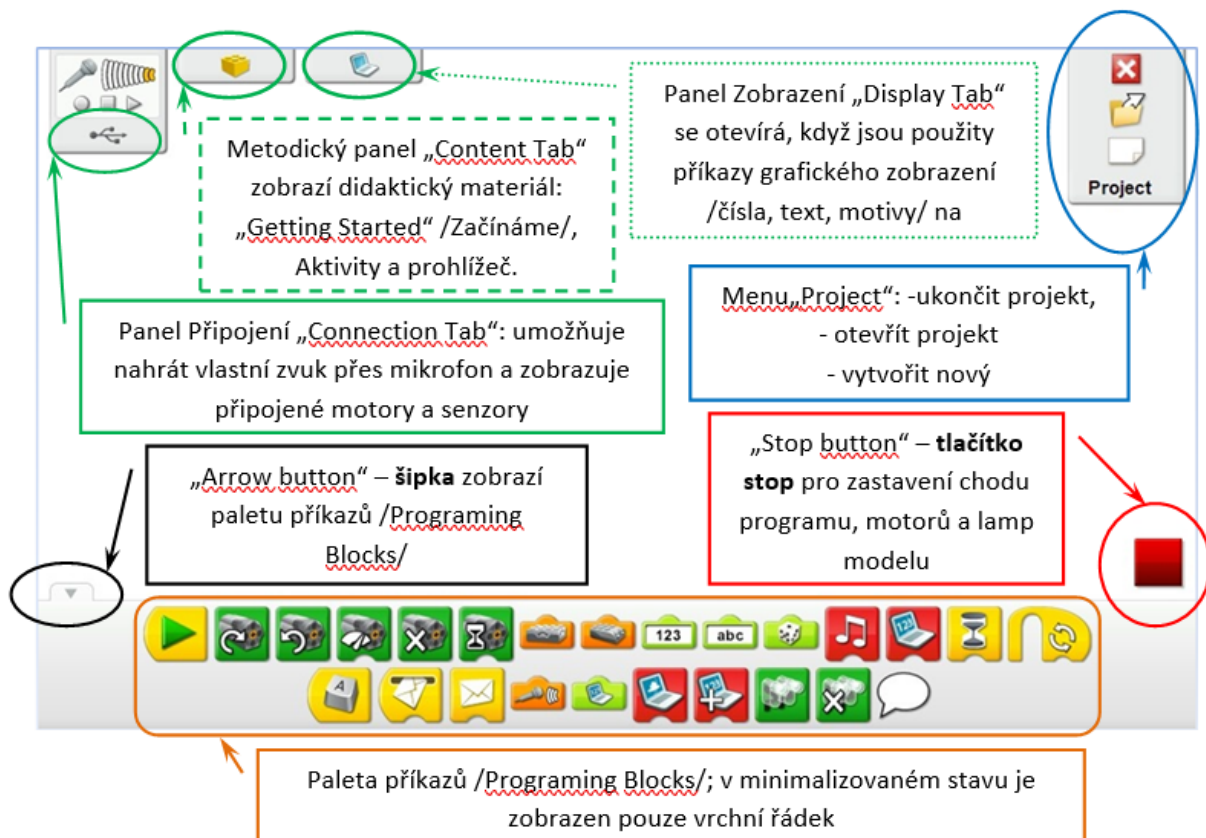 Metodický panel „Content Tab“
zobrazí didaktický materiál:
„Getting Started“ /Začínáme/,
Aktivity a prohlížeč.
Panel Zobrazení „Display Tab“
se otevírá, když jsou použity
příkazy grafického zobrazení
/čísla, text, motivy/ na
Project
Panel Připojení „Connection Tab“: umožňuje
nahrát vlastní zvuk přes mikrofon a zobrazuje
připojené motory a senzory
Menu„Project“: -ukončit projekt,
- otevřít projekt
- vytvořit nový
„Arrow button“ – šipka zobrazí
paletu příkazů /Programing
Blocks/
„Stop button“ – tlačítko
stop pro zastavení chodu
programu, motorů a lamp
modelu
123 abc 123
A 123
Paleta příkazů /Programing Blocks/; v minimalizovaném stavu je
zobrazen pouze vrchní řádek